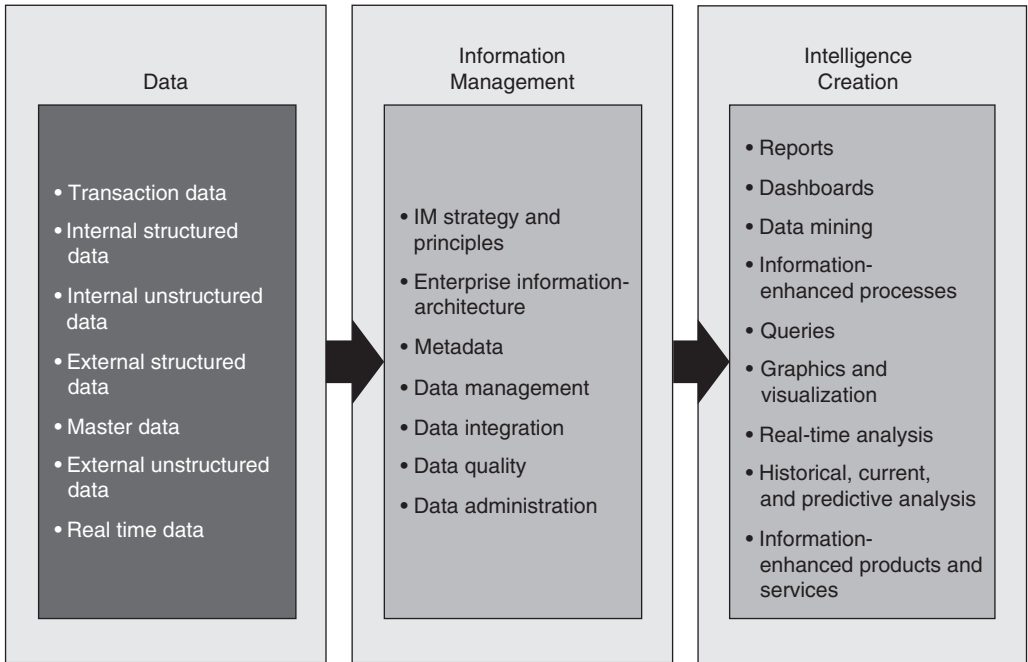 Data
• Transaction data
• Internal structured
data
• Internal unstructured
data
• External structured
data
• Master data
• External unstructured
data
• Real time data
Information
Management
• IM strategy and
principles
• Enterprise information-
architecture
• Metadata
• Data management
• Data integration
• Data quality
• Data administration
Intelligence
Creation
• Reports
• Dashboards
• Data mining
• Information-
enhanced processes
• Queries
• Graphics and
visualization
• Real-time analysis
• Historical, current,
and predictive analysis
• Information-
enhanced products and
services